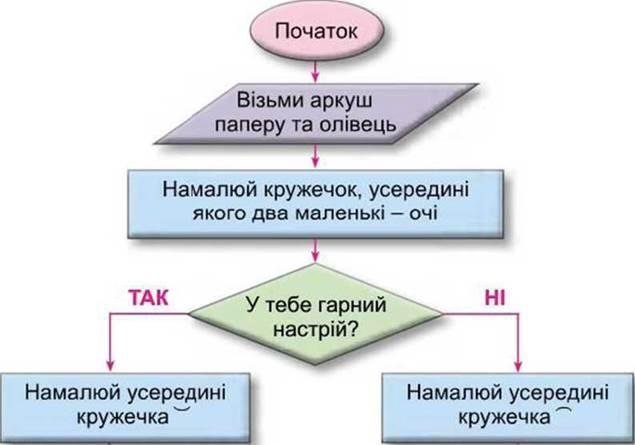 Початок
Візьми аркуш
паперу та олівець
Намалюй кружечок, усередині
якого два маленькі – очі
ТАК
У тебе гарний
настрій?
НІ
Намалюй усередині
кружечка
Намалюй усередині
кружечка